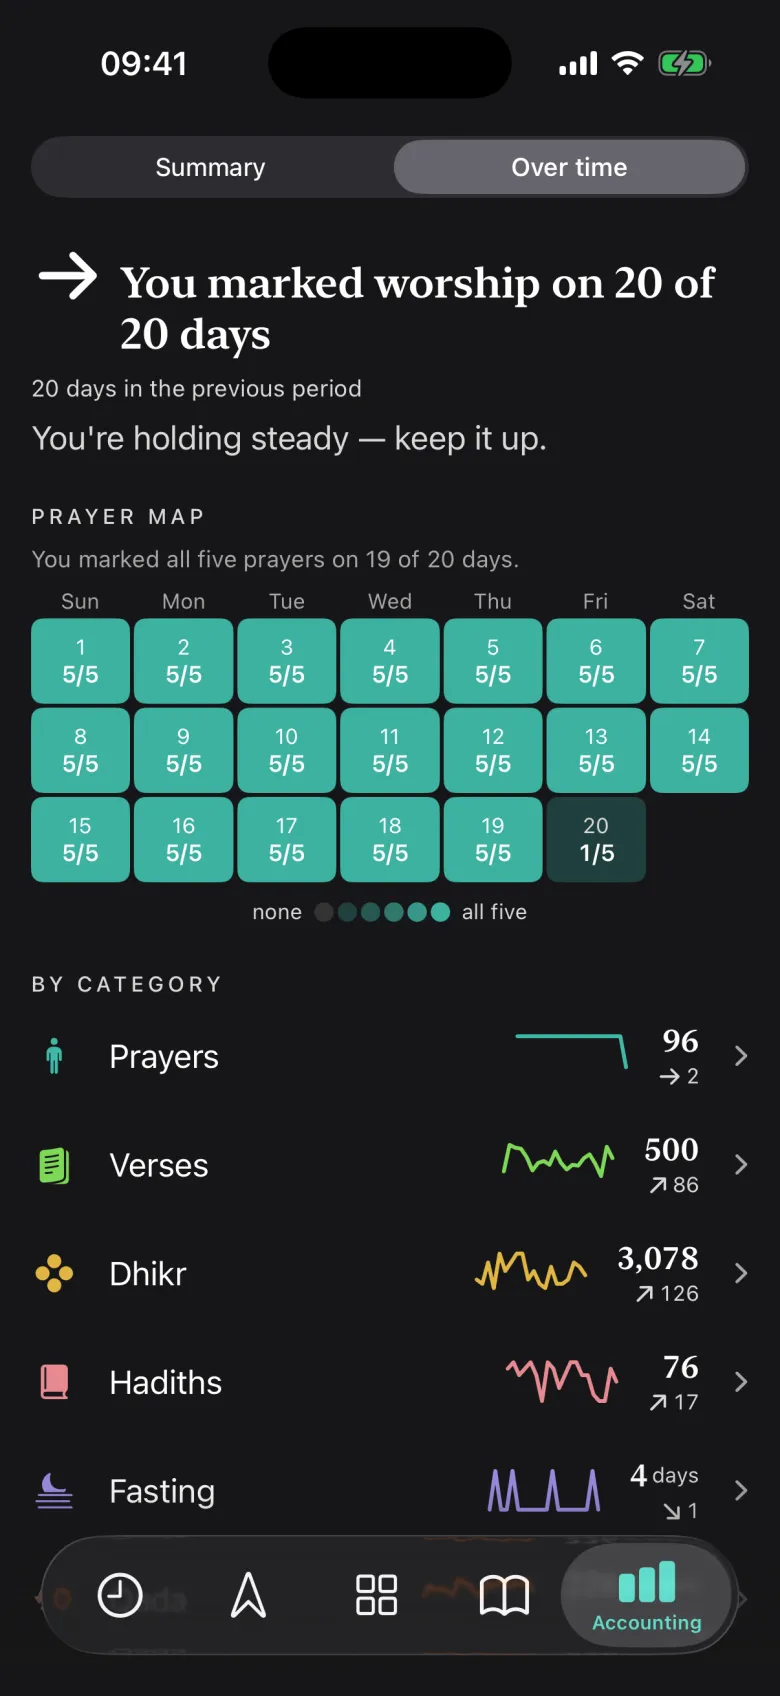 09:41
Summary
Over time
You marked worship on 20 of
20 days
20 days in the previous period
You're holding steady — keep it up.
PRAYER MAP
You marked all five prayers on 19 of 20 days.
Sun Mon Tue Wed Thu Fri Sat
1 2 3 4 5 6 7
5/5 5/5 5/5 5/5 5/5 5/5 5/5
8 9 10 11 12 13 14
5/5 5/5 5/5 5/5 5/5 5/5 5/5
15 16 17 18 19 20
5/5 5/5 5/5 5/5 5/5 1/5
none all five
BY CATEGORY
Prayers 96
→ 2
Verses 500
↗ 86
Dhikr 3,078
↗ 126
Hadiths 76
↗ 17
Fasting 4 days
↘ 1
Accounting